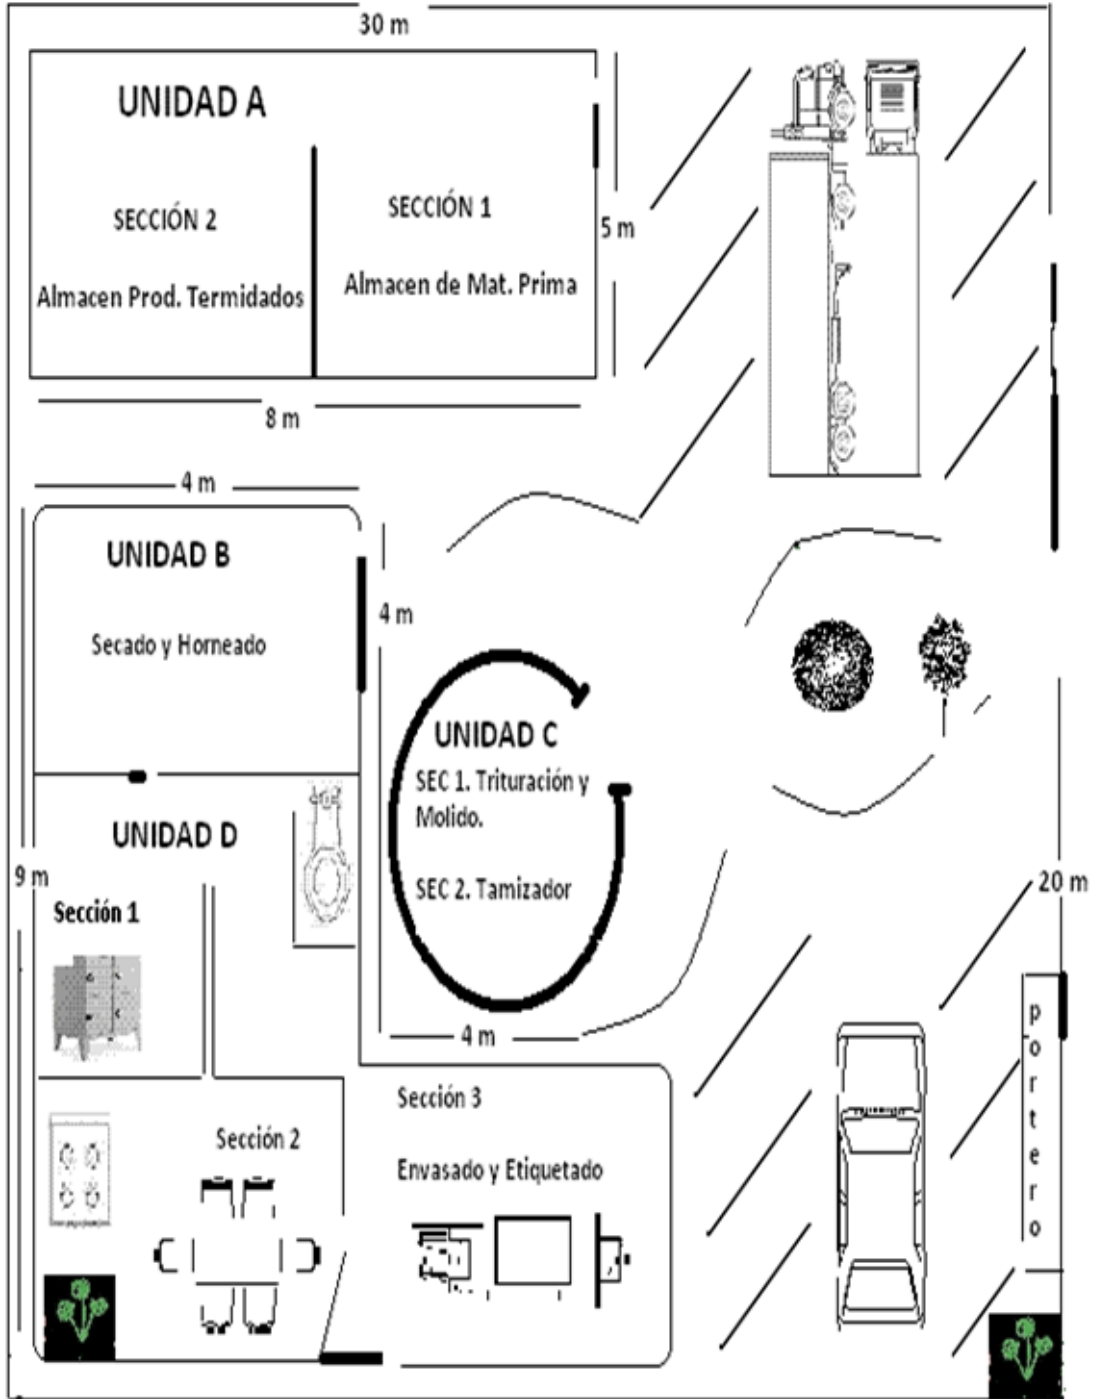 30 m
UNIDAD A
SECCIÓN 2
SECCIÓN 1
5 m
Almacen Prod. Termidados
Almacen de Mat. Prima
8 m
4 m
UNIDAD B
4 m
Secado y Horneado
UNIDAD C
SEC 1. Trituración y
Molido.
SEC 2. Tamizador
UNIDAD D
9 m
Sección 1
20 m
4 m
portero
Sección 3
Sección 2
Envasado y Etiquetado